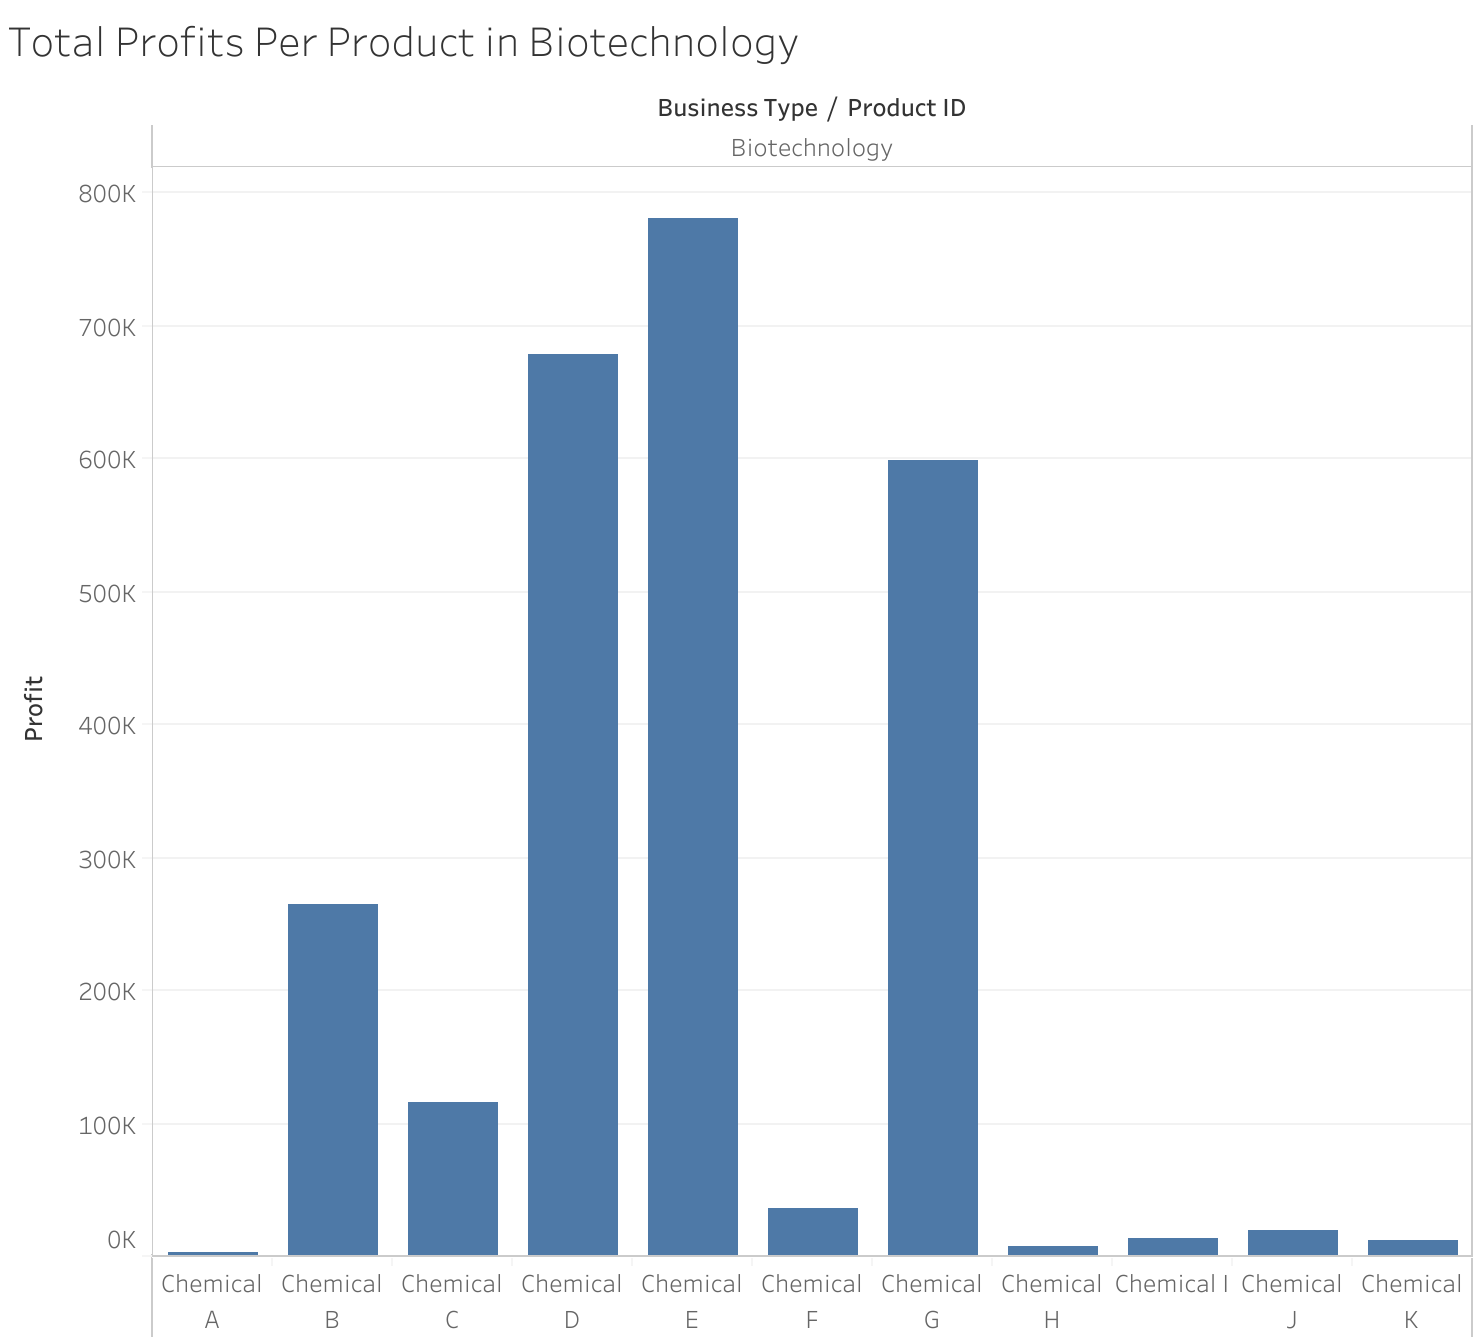 Total Profits Per Product in Biotechnology
Business Type / Product ID
Biotechnology
800K
700K
600K
500K
400K
300K
200K
100K
0K
Profit
Chemical A
Chemical B
Chemical C
Chemical D
Chemical E
Chemical F
Chemical G
Chemical H
Chemical I
Chemical J
Chemical K